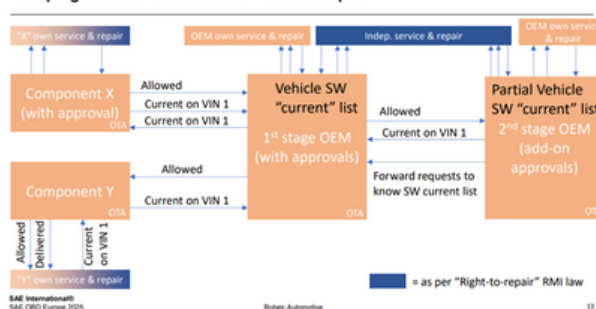 "X" own service & repair
OEM own service & repair
Indep. service & repair
OEM own service
& repair
Component X
(with approval)
OTA
Allowed
Current on VIN 1
Current on VIN 1
Vehicle SW
"current" list
1st stage OEM
(with approvals)
OTA
Allowed
Current on VIN 1
Forward requests to
know SW current list
Partial Vehicle
SW "current" list
2nd stage OEM
(add-on
approvals)
OTA
Component Y
OTA
Allowed
Current on VIN 1
Allowed
Delivered
Current
on VIN 1
"Y" own service & repair
= as per "Right-to-repair" RMI law
SAE International®
SAE OBD Europe 2025
Roben Automotive
13